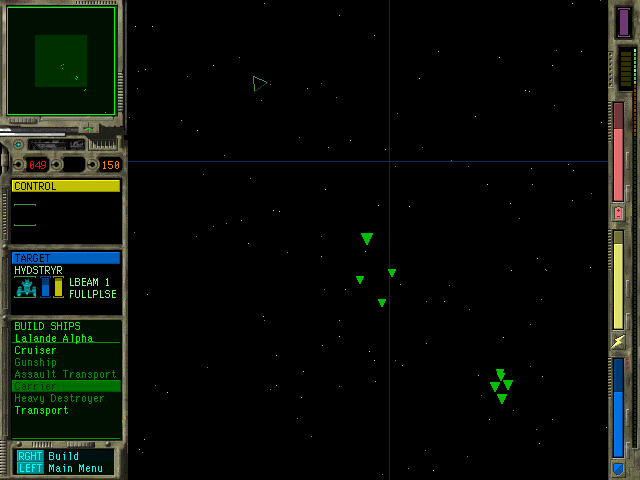 049 150
CONTROL
TARGET
HVDSTRYR
LBEAM 1
FULLPLSE
BUILD SHIPS
Lalande Alpha
Cruiser
Gunship
Assault Transport
Carrier
Heavy Destroyer
Transport
RGHT Build
LEFT Main Menu